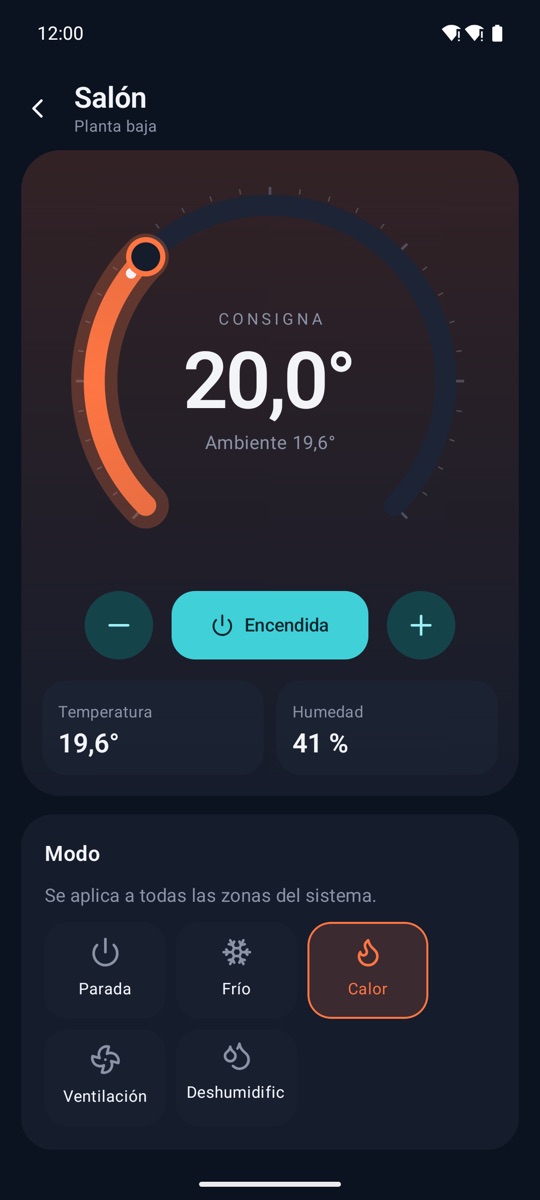 12:00
Salón
Planta baja
CONSIGNA
20,0°
Ambiente 19,6°
Encendida
Temperatura
19,6°
Humedad
41 %
Modo
Se aplica a todas las zonas del sistema.
Parada
Frío
Calor
Ventilación
Deshumidific